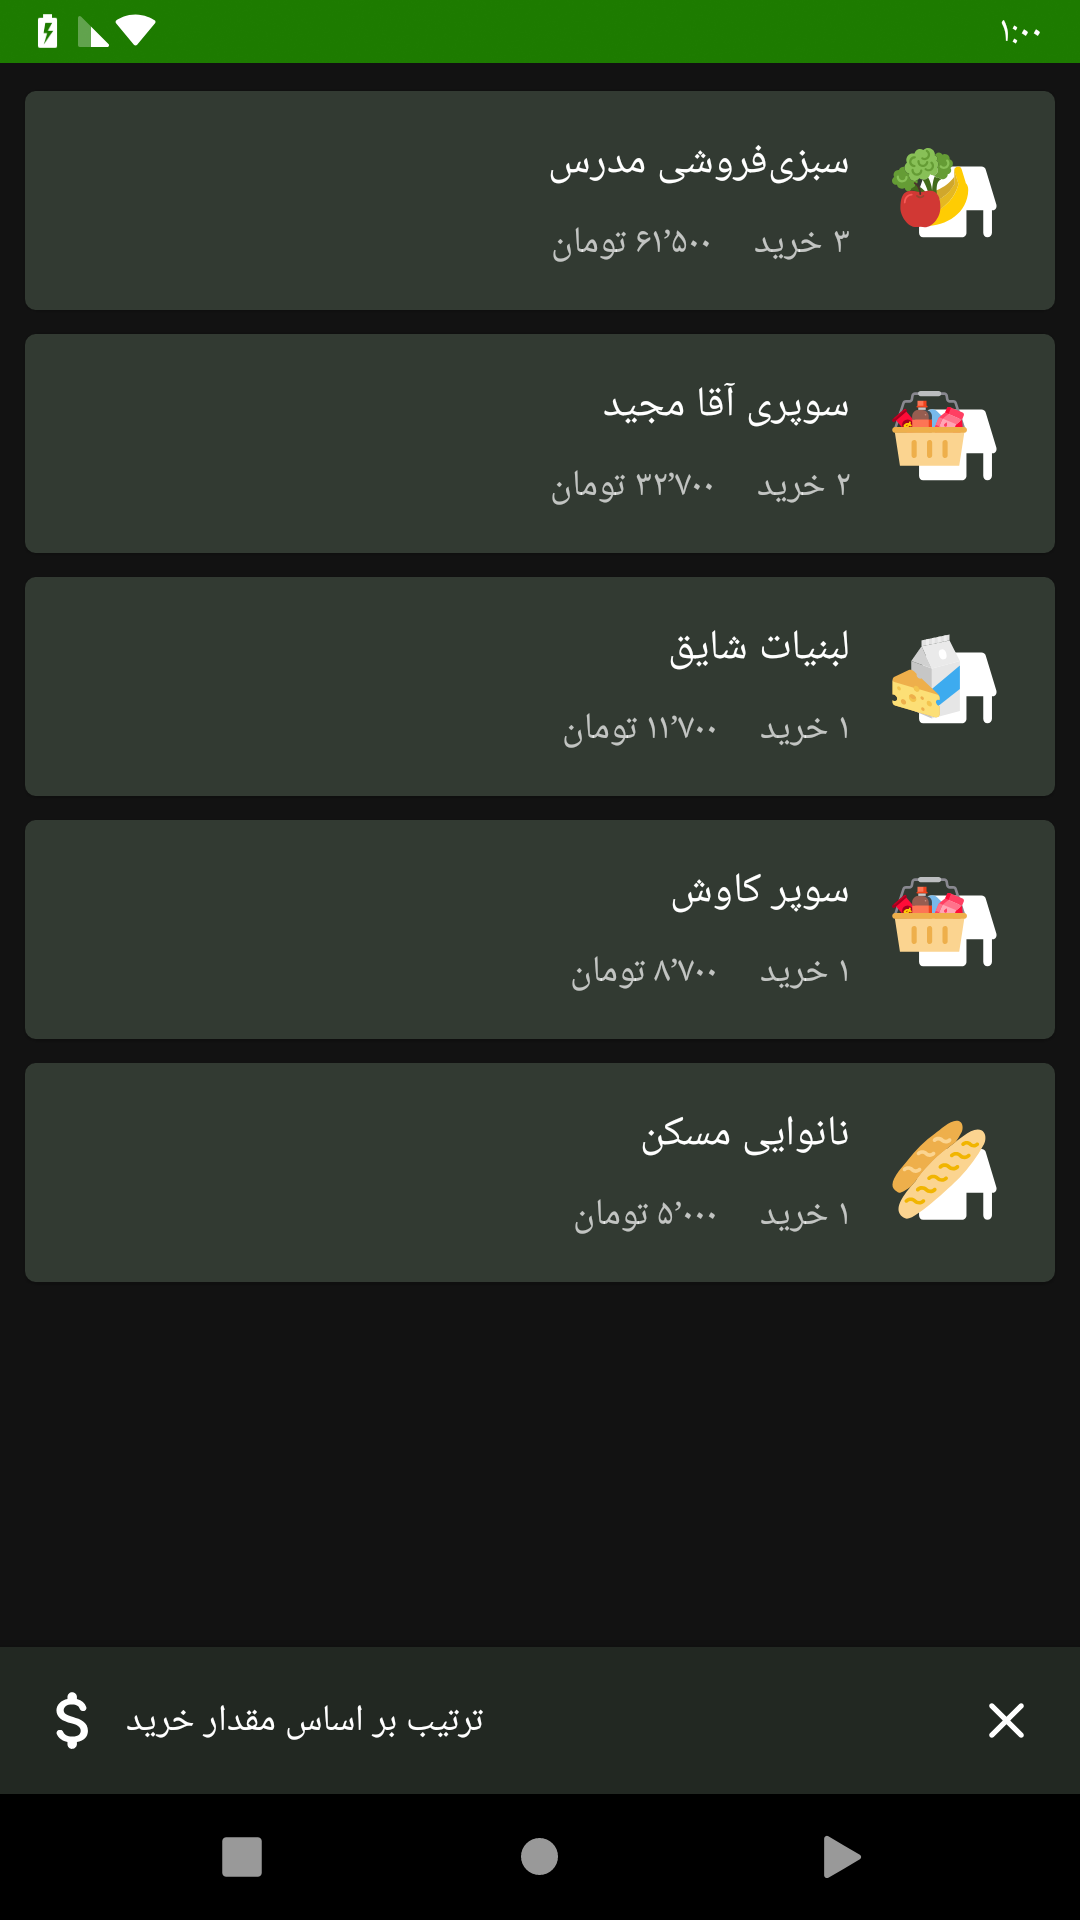 ۱:۰۰
سبزی‌فروشی مدرس
۳ خرید ۶۱٬۵۰۰ تومان
سوپری آقا مجید
۲ خرید ۳۲٬۷۰۰ تومان
لبنیات شایق
۱ خرید ۱۱٬۷۰۰ تومان
سوپر کاوش
۱ خرید ۸٬۷۰۰ تومان
نانوایی مسکن
۱ خرید ۵٬۰۰۰ تومان
ترتیب بر اساس مقدار خرید